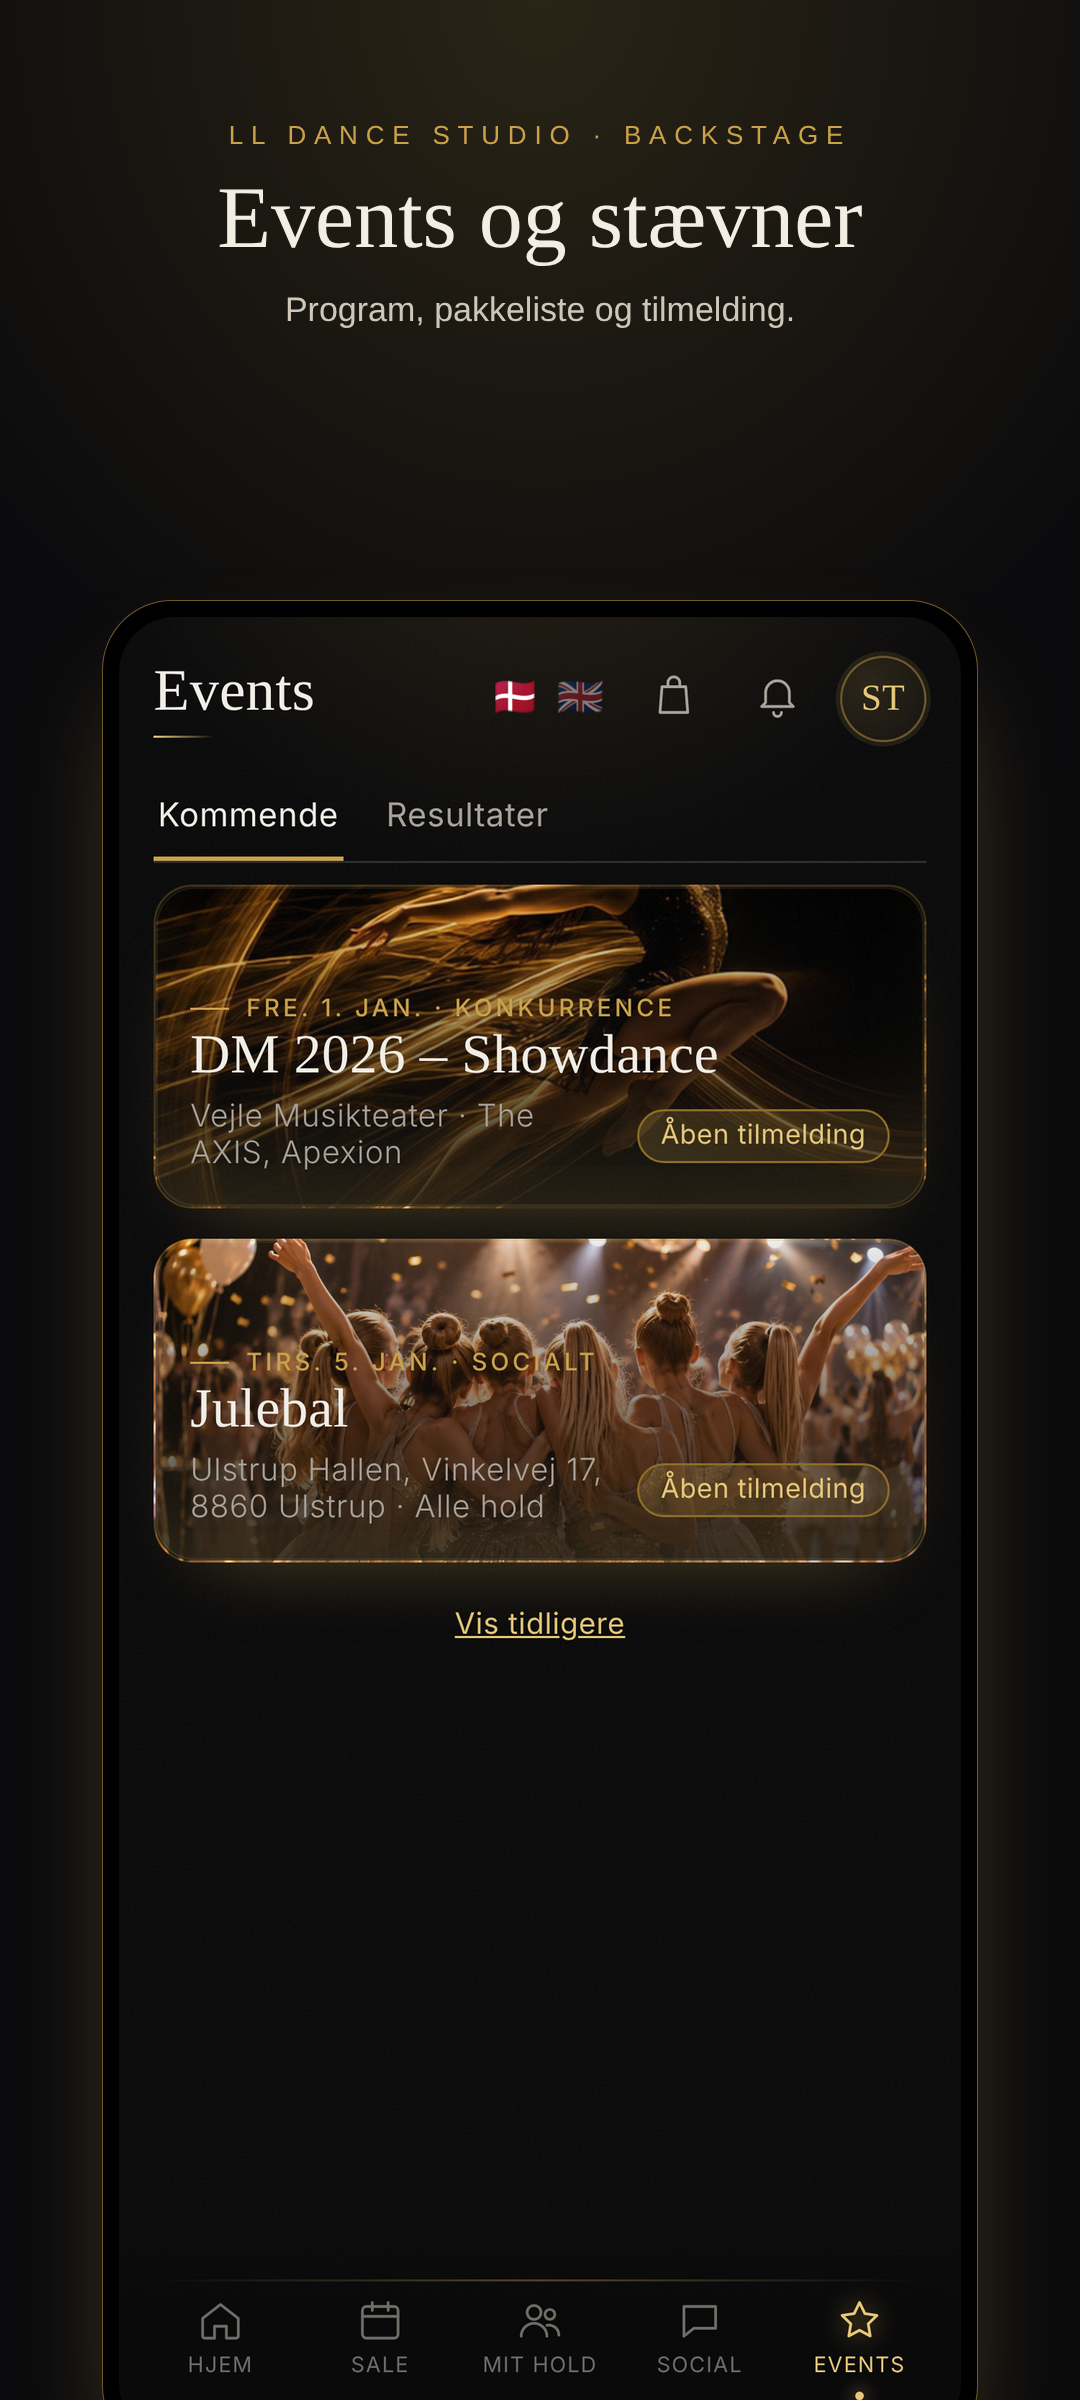 LL DANCE STUDIO · BACKSTAGE
Events og stævner
Program, pakkeliste og tilmelding.
Events
ST
Kommende
Resultater
FRE. 1. JAN. · KONKURRENCE
DM 2026 – Showdance
Vejle Musikteater · The
AXIS, Apexion
Åben tilmelding
TIRS. 5. JAN. · SOCIALT
Julebal
Ulstrup Hallen, Vinkelvej 17,
8860 Ulstrup · Alle hold
Åben tilmelding
Vis tidligere
HJEM
SALE
MIT HOLD
SOCIAL
EVENTS